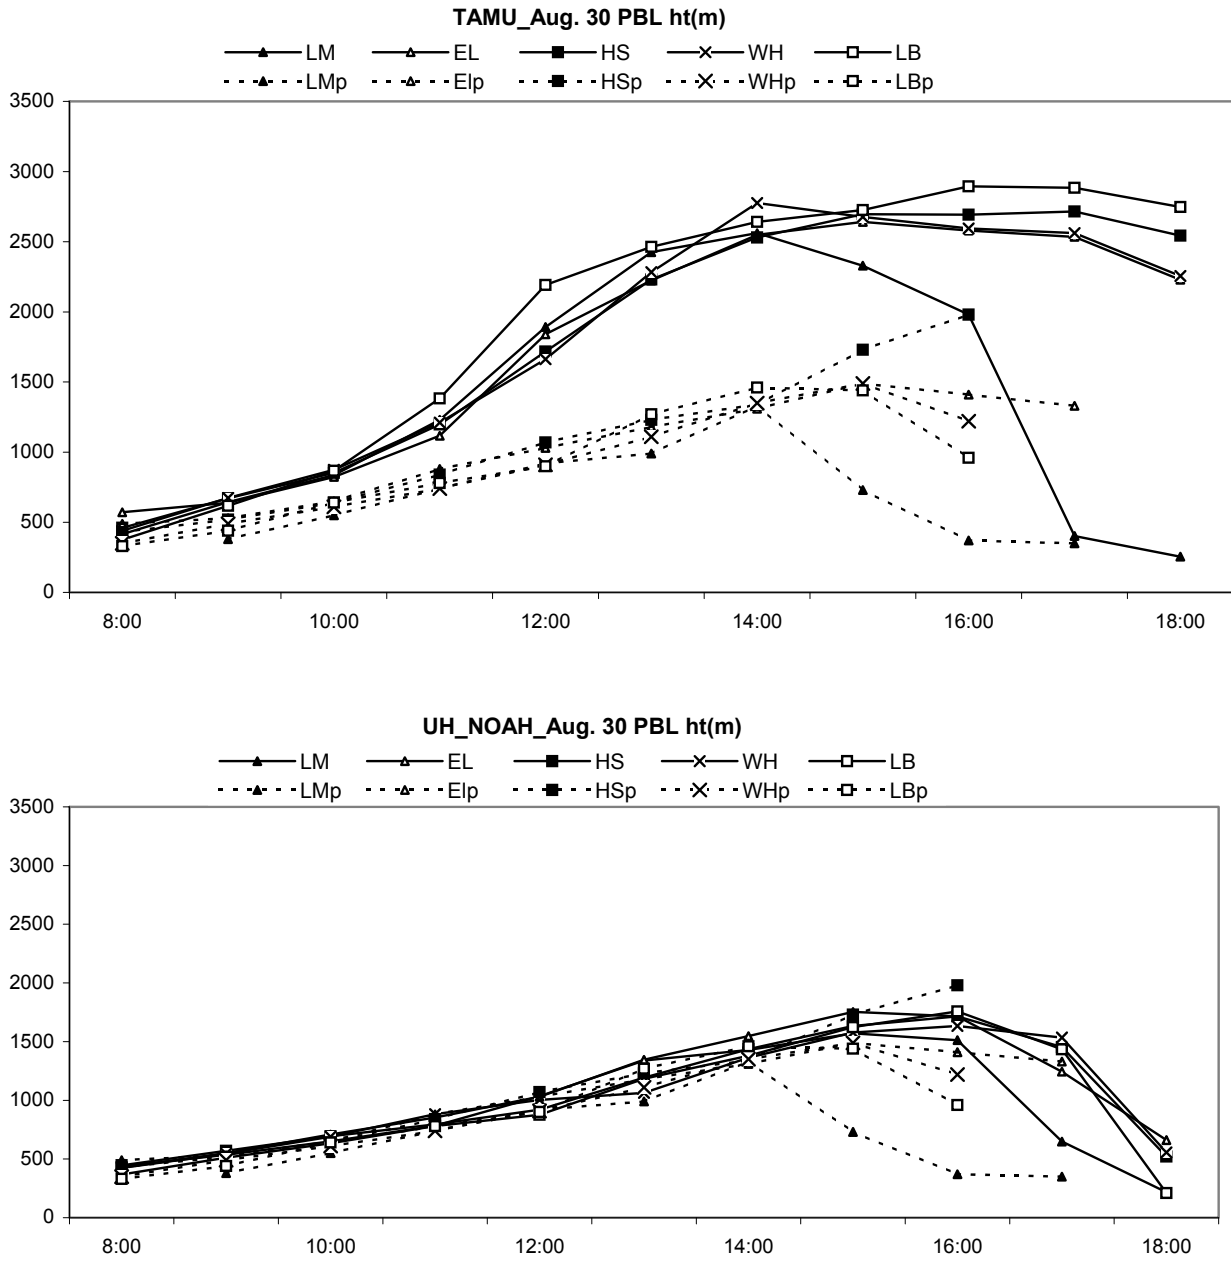 TAMU_Aug. 30 PBL ht(m)
LM EL HS WH LB
LMp Elp HSp WHp LBp
3500
3000
2500
2000
1500
1000
500
0
8:00 10:00 12:00 14:00 16:00 18:00
UH_NOAH_Aug. 30 PBL ht(m)
LM EL HS WH LB
LMp Elp HSp WHp LBp
3500
3000
2500
2000
1500
1000
500
0
8:00 10:00 12:00 14:00 16:00 18:00